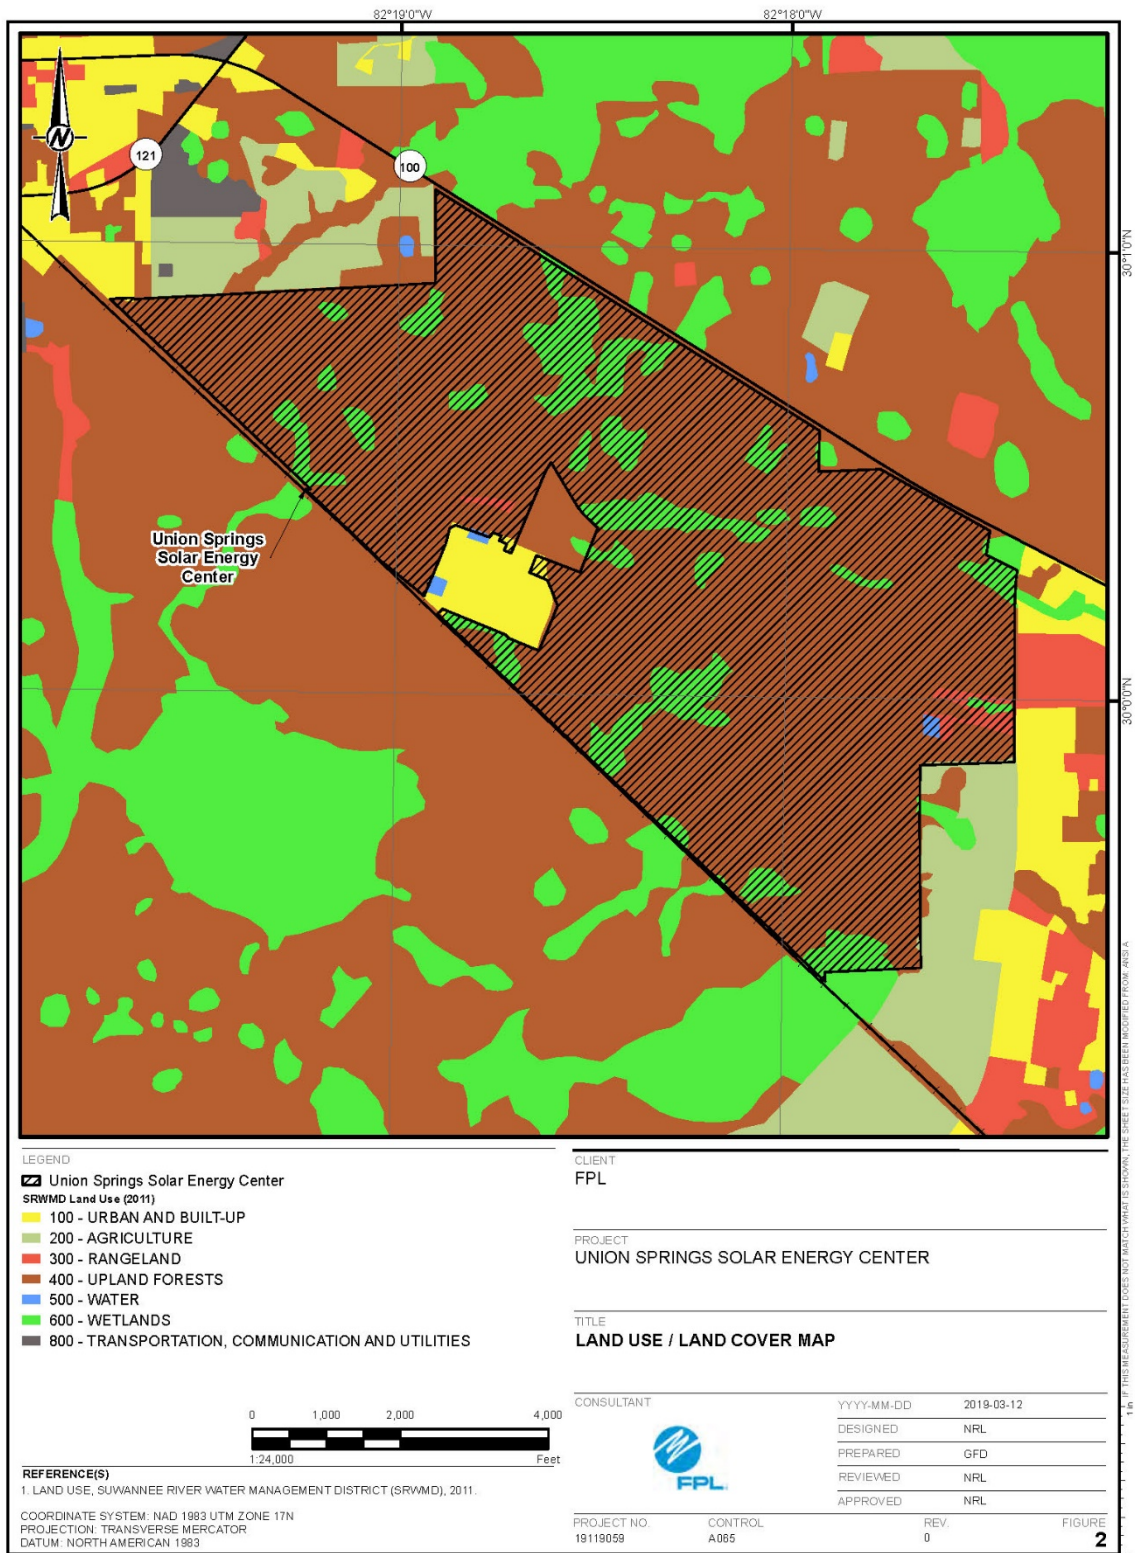 82°19'0"W
82°18'0"W
N
121
100
30°1'0"N
Union Springs
Solar Energy
Center
30°0'0"N
LEGEND
Union Springs Solar Energy Center
SRWMD Land Use (2011)
100 - URBAN AND BUILT-UP
200 - AGRICULTURE
300 - RANGELAND
400 - UPLAND FORESTS
500 - WATER
600 - WETLANDS
800 - TRANSPORTATION, COMMUNICATION AND UTILITIES
0 1,000 2,000 4,000
1:24,000 Feet
REFERENCE(S)
1. LAND USE, SUWANNEE RIVER WATER MANAGEMENT DISTRICT (SRWMD), 2011.
COORDINATE SYSTEM: NAD 1983 UTM ZONE 17N
PROJECTION: TRANSVERSE MERCATOR
DATUM: NORTH AMERICAN 1983
CLIENT
FPL
PROJECT
UNION SPRINGS SOLAR ENERGY CENTER
TITLE
LAND USE / LAND COVER MAP
CONSULTANT
FPL
YYYY-MM-DD 2019-03-12
DESIGNED NRL
PREPARED GFD
REVIEWED NRL
APPROVED NRL
PROJECT NO. CONTROL REV. FIGURE
19119059 A065 0 2
1 in IF THIS MEASUREMENT DOES NOT MATCH WHAT IS SHOWN, THE SHEET SIZE HAS BEEN MODIFIED FROM: ANSI A